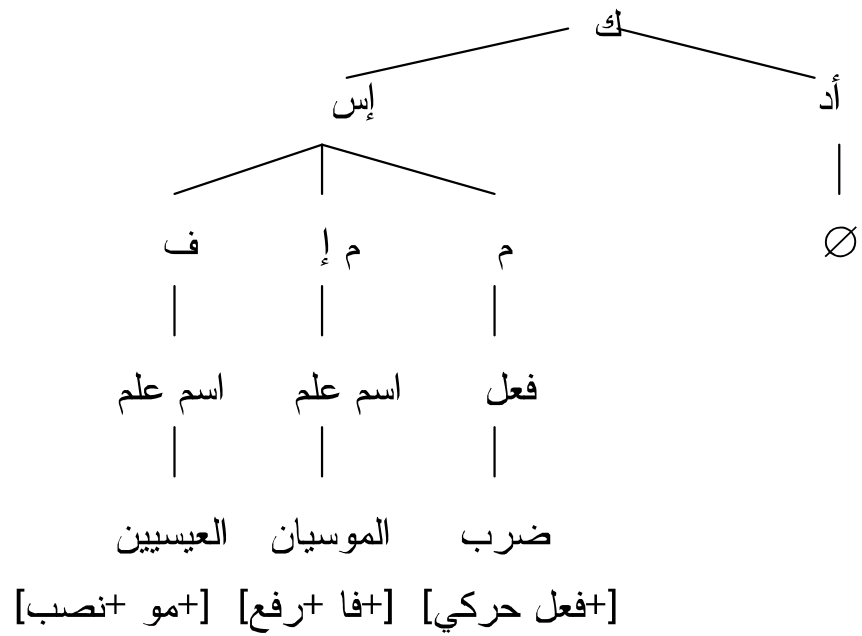 ك
أد إس
∅ م م إ ف
فعل اسم علم اسم علم
ضرب الموسيان العيسيين
[+فعل حركي] [+فا +رفع] [+مو +نصب]